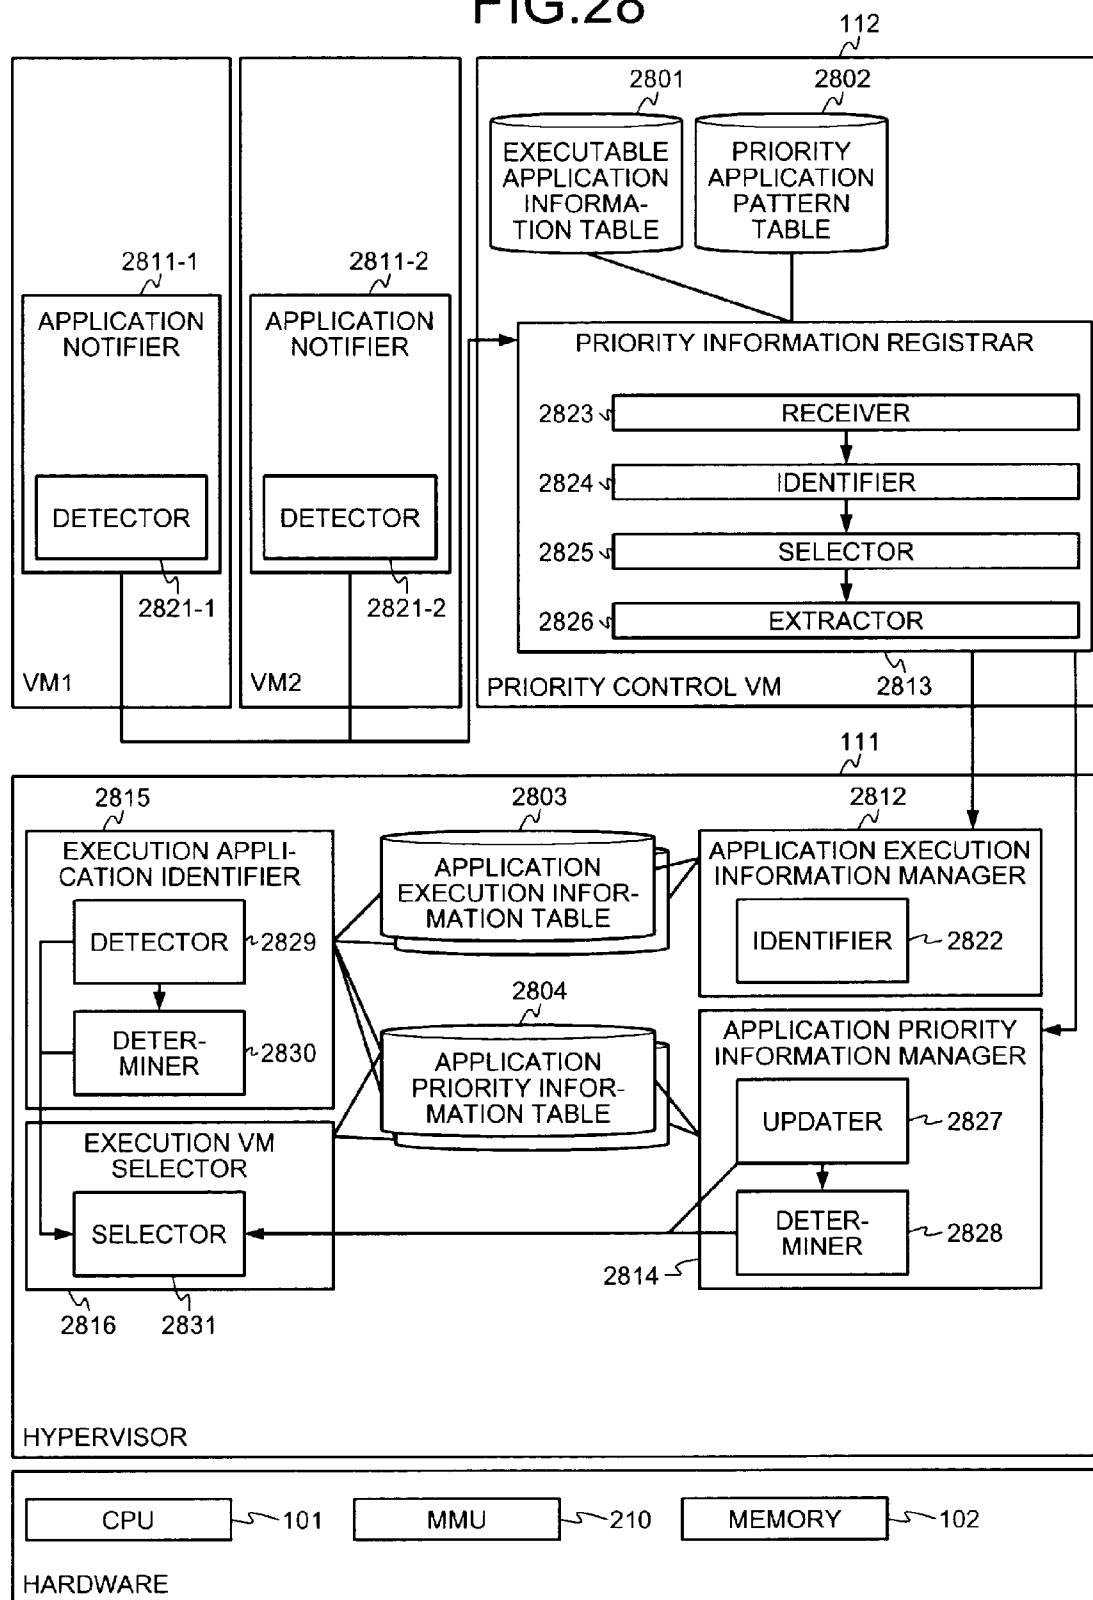 FIG.28
112
2801
2802
EXECUTABLE
APPLICATION
INFORMA-
TION TABLE
PRIORITY
APPLICATION
PATTERN
TABLE
2811-1
APPLICATION
NOTIFIER
DETECTOR
2821-1
VM1
2811-2
APPLICATION
NOTIFIER
DETECTOR
2821-2
VM2
PRIORITY INFORMATION REGISTRAR
2823
RECEIVER
2824
IDENTIFIER
2825
SELECTOR
2826
EXTRACTOR
2813
PRIORITY CONTROL VM
111
2815
EXECUTION APPLI-
CATION IDENTIFIER
DETECTOR
2829
DETER-
MINER
2830
2803
APPLICATION
EXECUTION INFOR-
MATION TABLE
2812
APPLICATION EXECUTION
INFORMATION MANAGER
IDENTIFIER
2822
2804
APPLICATION
PRIORITY INFOR-
MATION TABLE
APPLICATION PRIORITY
INFORMATION MANAGER
UPDATER
2827
DETER-
MINER
2828
2814
EXECUTION VM
SELECTOR
SELECTOR
2816
2831
HYPERVISOR
CPU
101
MMU
210
MEMORY
102
HARDWARE